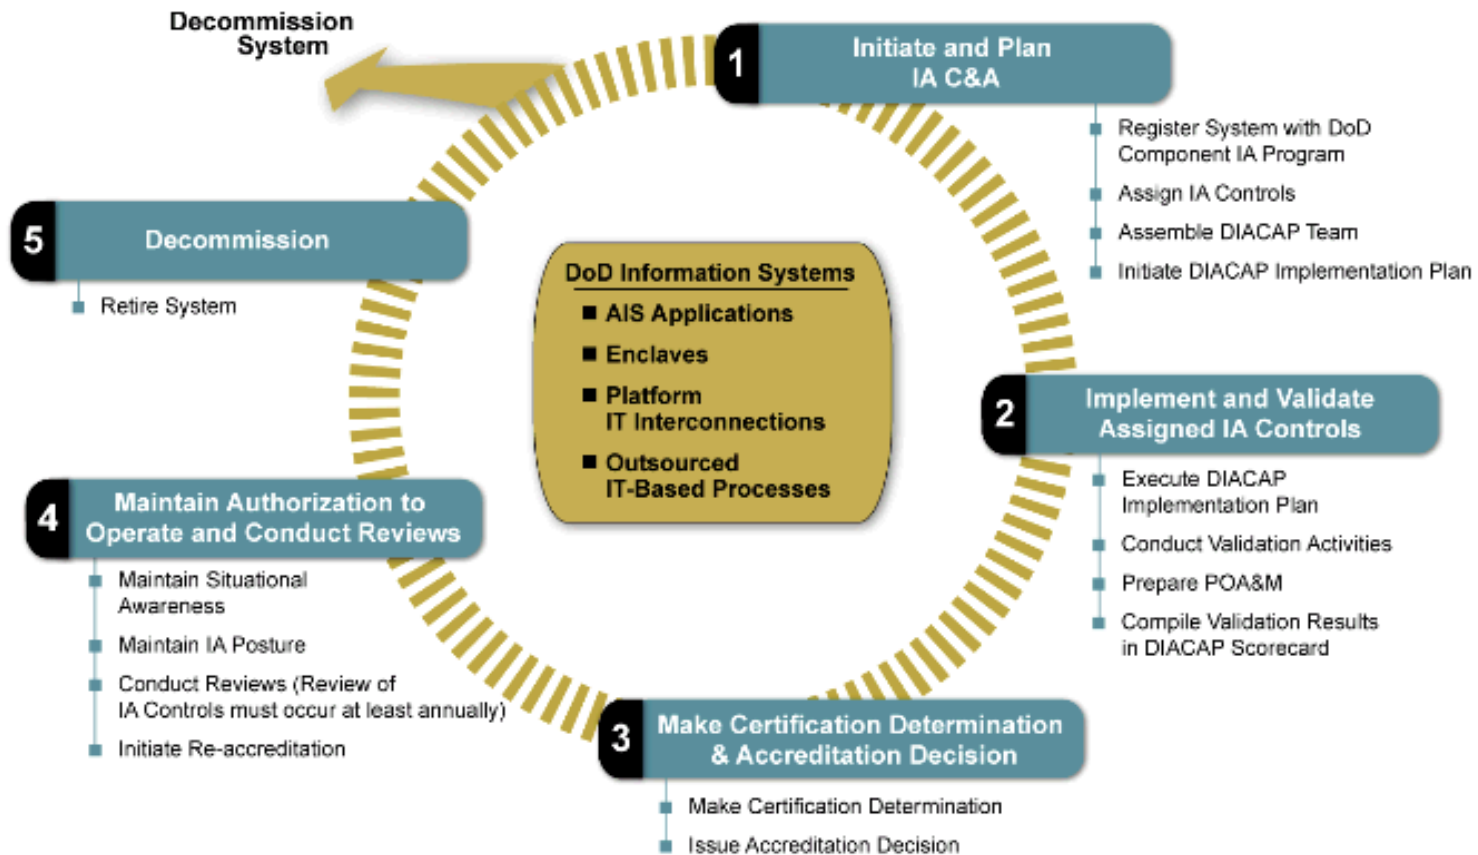 Decommission
System
1
Initiate and Plan
IA C&A
Register System with DoD
Component IA Program
Assign IA Controls
Assemble DIACAP Team
Initiate DIACAP Implementation Plan
5
Decommission
Retire System
DoD Information Systems
AIS Applications
Enclaves
Platform
IT Interconnections
Outsourced
IT-Based Processes
2
Implement and Validate
Assigned IA Controls
Execute DIACAP
Implementation Plan
Conduct Validation Activities
Prepare POA&M
Compile Validation Results
in DIACAP Scorecard
4
Maintain Authorization to
Operate and Conduct Reviews
Maintain Situational
Awareness
Maintain IA Posture
Conduct Reviews (Review of
IA Controls must occur at least annually)
Initiate Re-accreditation
3
Make Certification Determination
& Accreditation Decision
Make Certification Determination
Issue Accreditation Decision